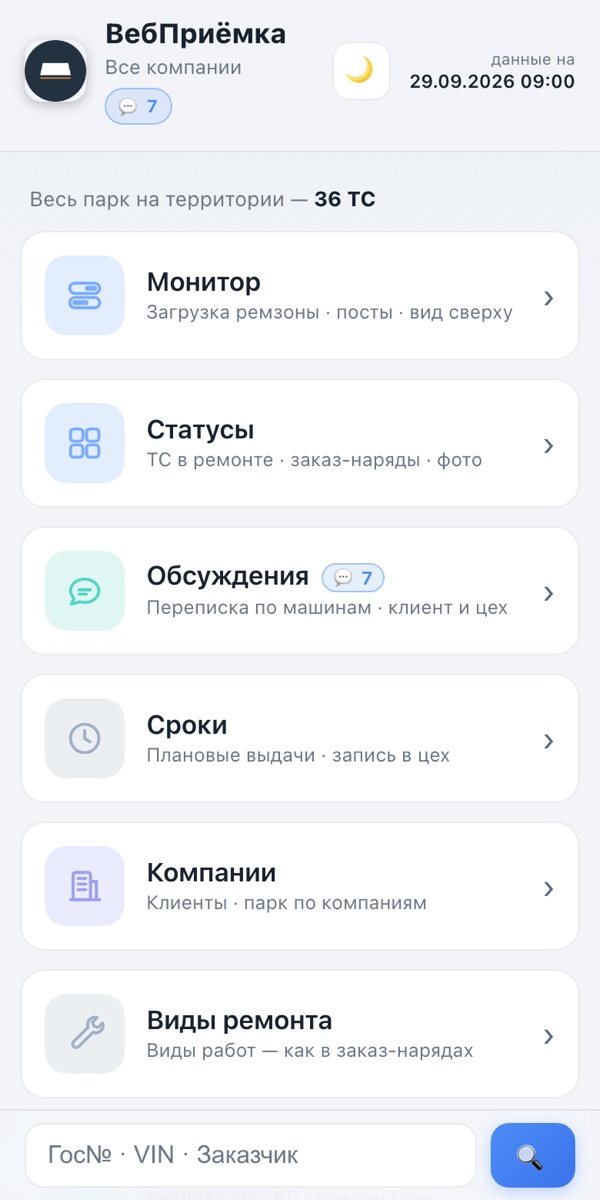 ВебПриёмка
Все компании
7
данные на
29.09.2026 09:00
Весь парк на территории — 36 ТС
Монитор
Загрузка ремзоны · посты · вид сверху
Статусы
ТС в ремонте · заказ-наряды · фото
Обсуждения 7
Переписка по машинам · клиент и цех
Сроки
Плановые выдачи · запись в цех
Компании
Клиенты · парк по компаниям
Виды ремонта
Виды работ — как в заказ-нарядах
Гос№ · VIN · Заказчик